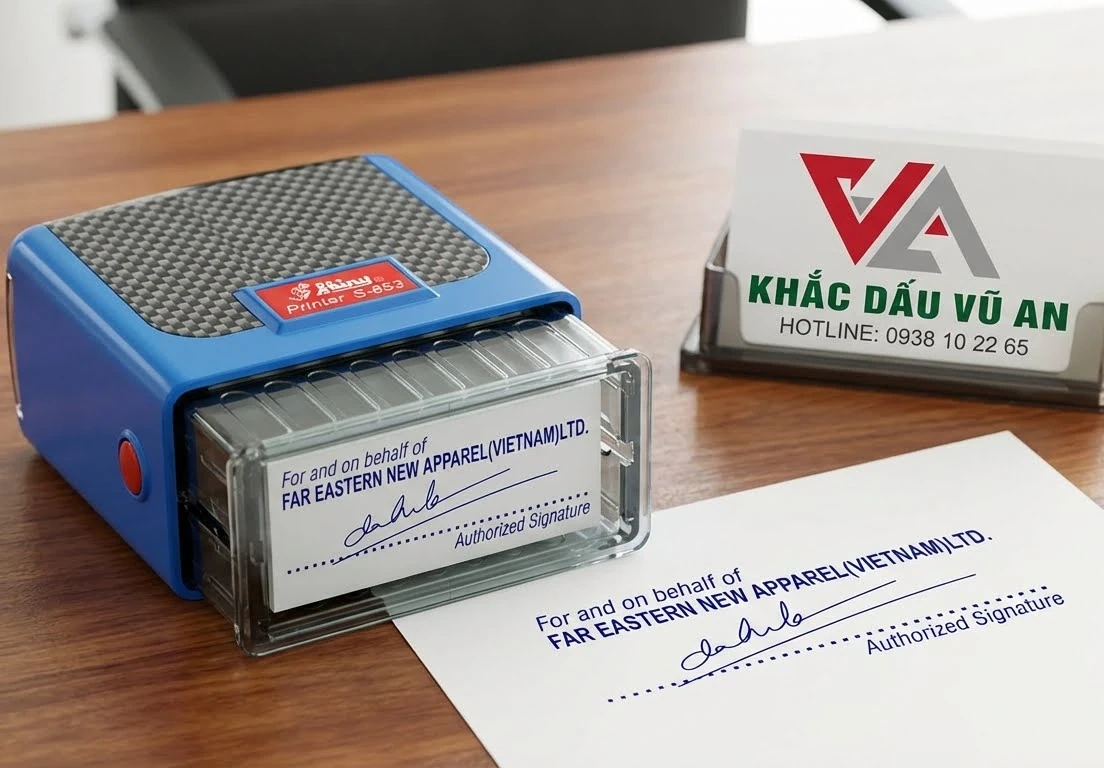 Shiny®
Printer S-853
For and on behalf of
FAR EASTERN NEW APPAREL(VIETNAM)LTD.
Authorized Signature
VA
KHẮC DẤU VŨ AN
HOTLINE: 0938 10 22 65
For and on behalf of
FAR EASTERN NEW APPAREL(VIETNAM)LTD.
Authorized Signature